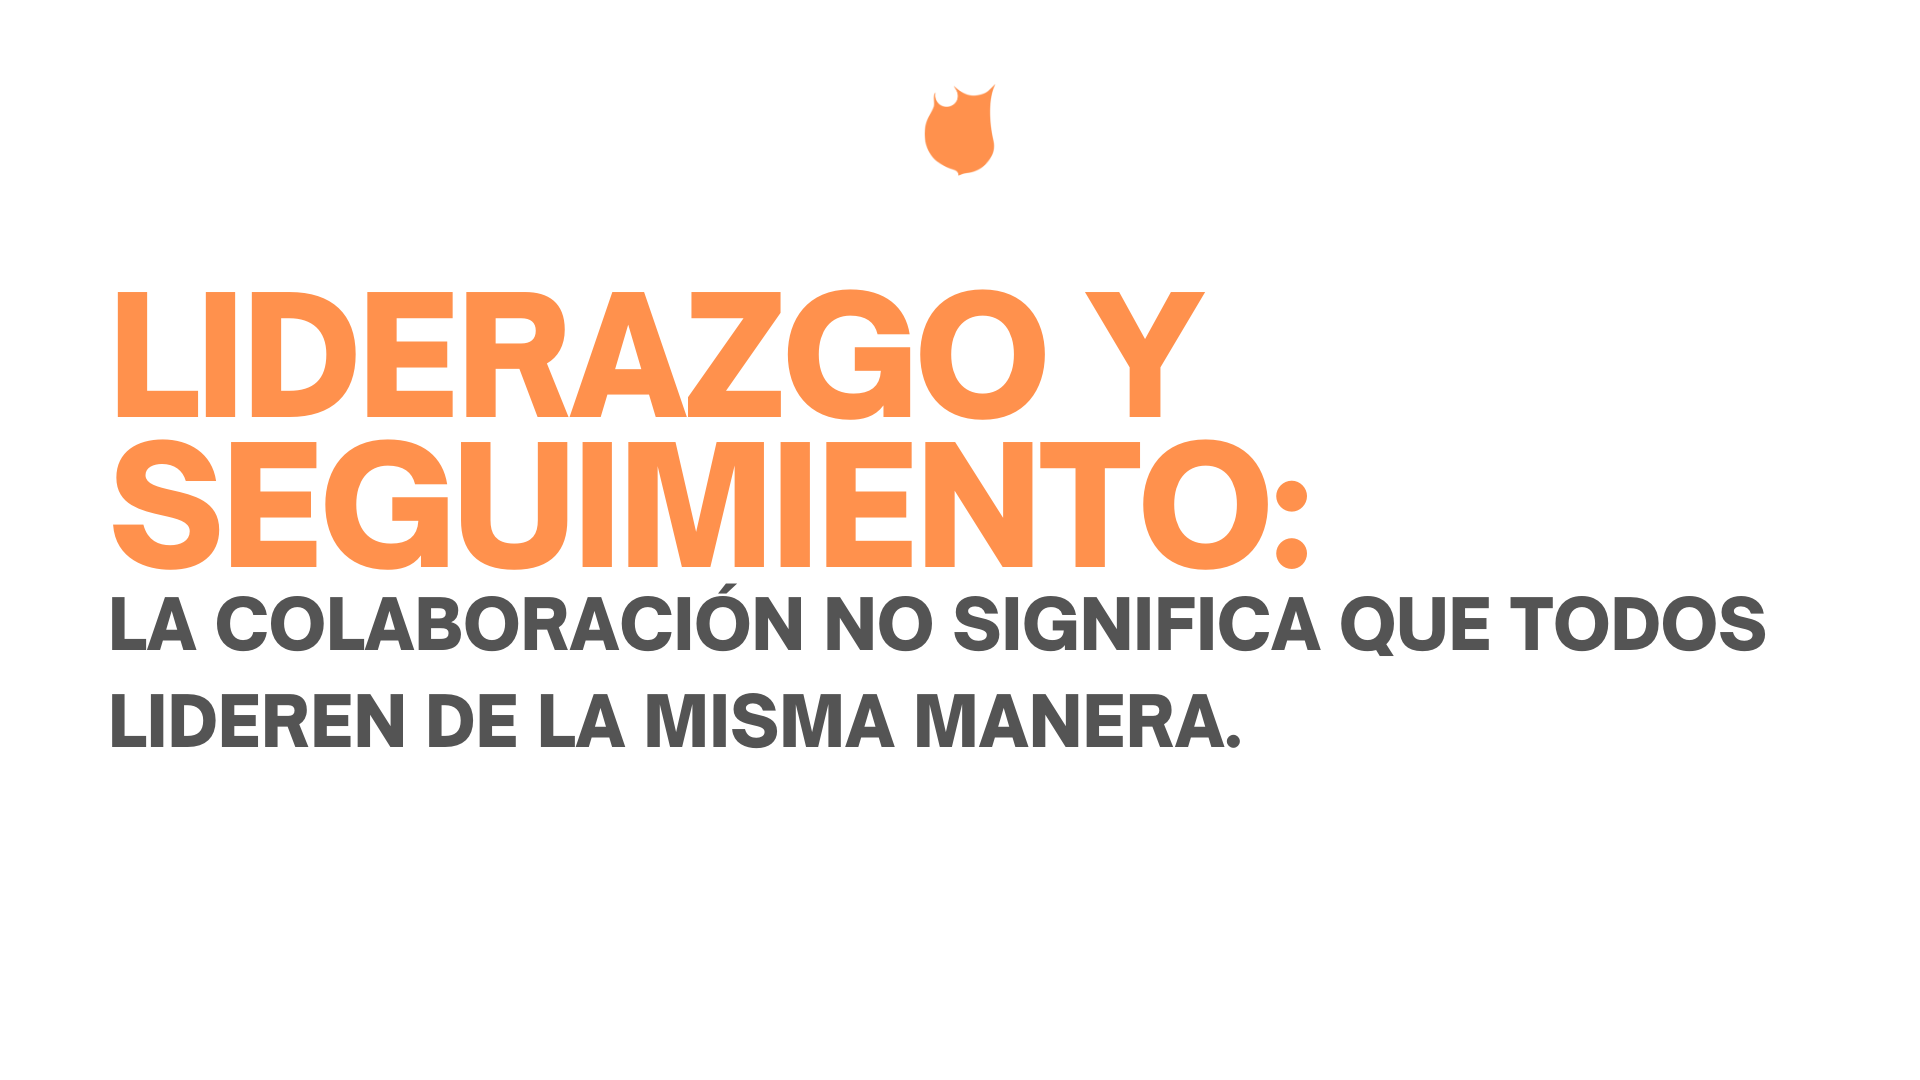 LIDERAZGO Y
SEGUIMIENTO:
LA COLABORACIÓN NO SIGNIFICA QUE TODOS
LIDEREN DE LA MISMA MANERA.